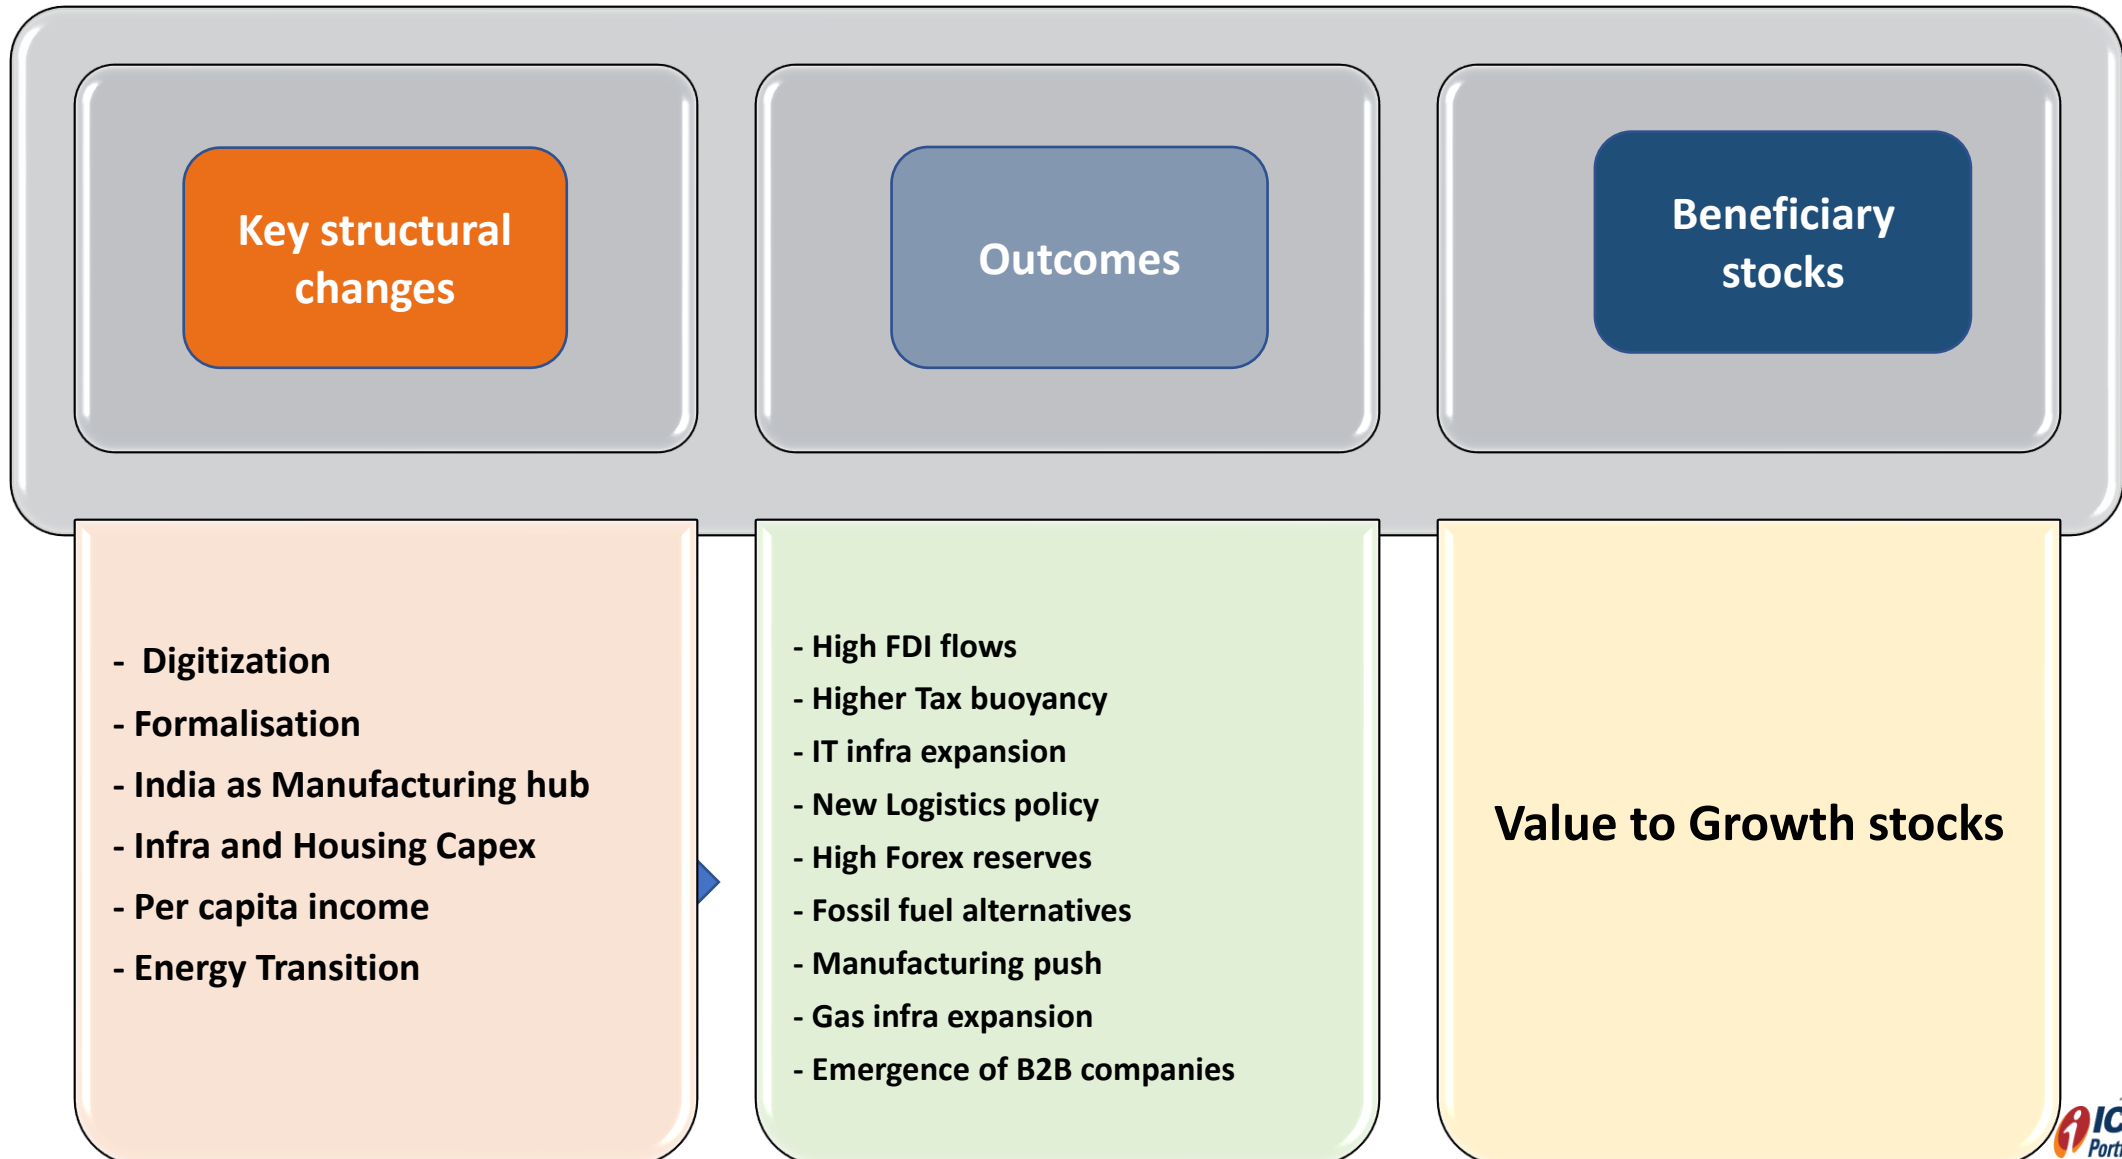 Key structural
changes
Outcomes
Beneficiary
stocks
- Digitization
- Formalisation
- India as Manufacturing hub
- Infra and Housing Capex
- Per capita income
- Energy Transition
- High FDI flows
- Higher Tax buoyancy
- IT infra expansion
- New Logistics policy
- High Forex reserves
- Fossil fuel alternatives
- Manufacturing push
- Gas infra expansion
- Emergence of B2B companies
Value to Growth stocks